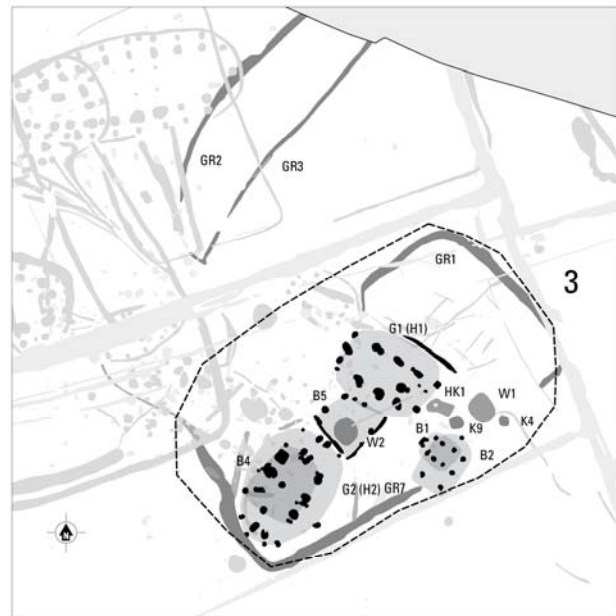 GR2
GR3
GR1
3
G1 (H1)
B5
HK1
W1
K9
K4
B1
W2
B2
B4
G2 (H2)
GR7
N